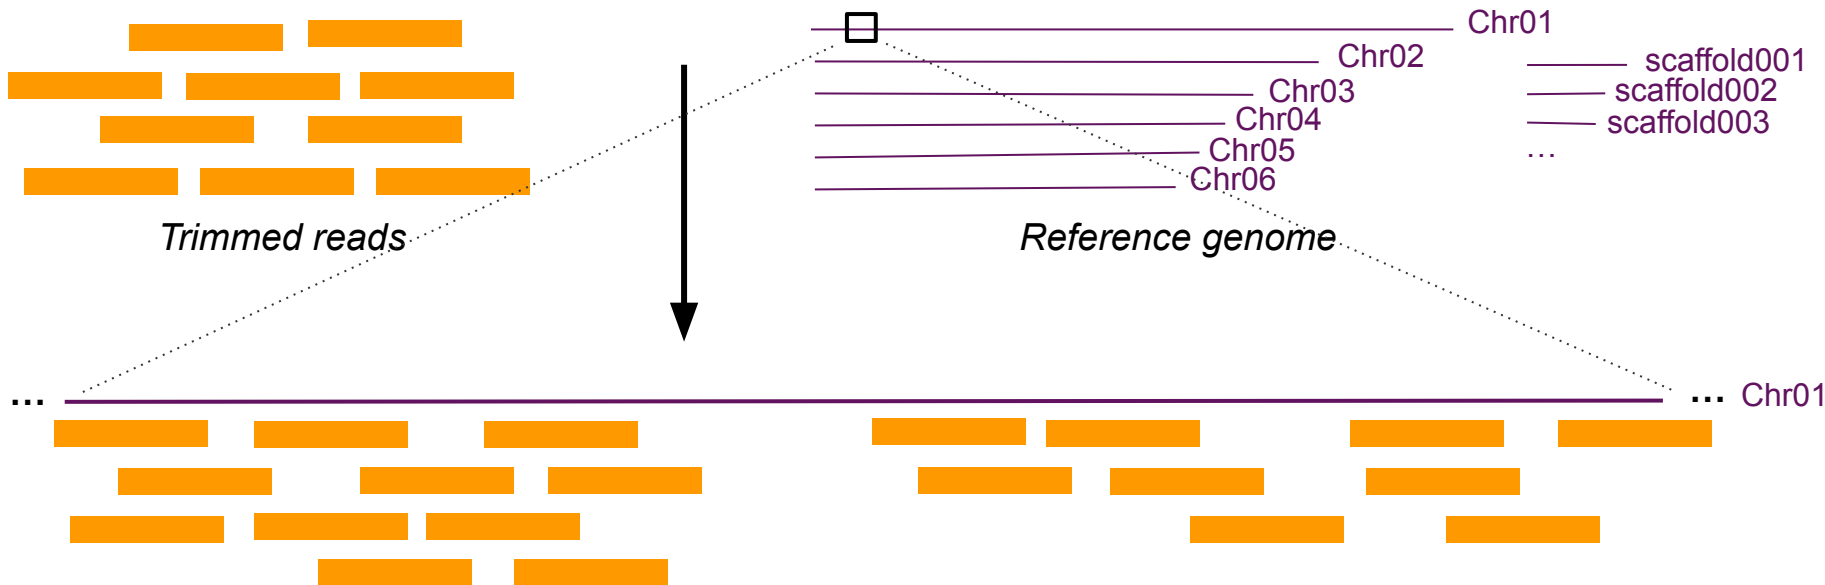 Chr01
Chr02
Chr03
Chr04
Chr05
Chr06
scaffold001
scaffold002
scaffold003
...
Trimmed reads
Reference genome
...
... Chr01